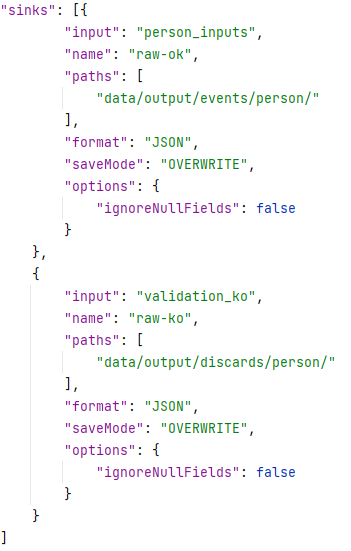 "sinks": [{
        "input": "person_inputs",
        "name": "raw-ok",
        "paths": [
            "data/output/events/person/"
        ],
        "format": "JSON",
        "saveMode": "OVERWRITE",
        "options": {
            "ignoreNullFields": false
        }
    },
    {
        "input": "validation_ko",
        "name": "raw-ko",
        "paths": [
            "data/output/discards/person/"
        ],
        "format": "JSON",
        "saveMode": "OVERWRITE",
        "options": {
            "ignoreNullFields": false
        }
    }
]